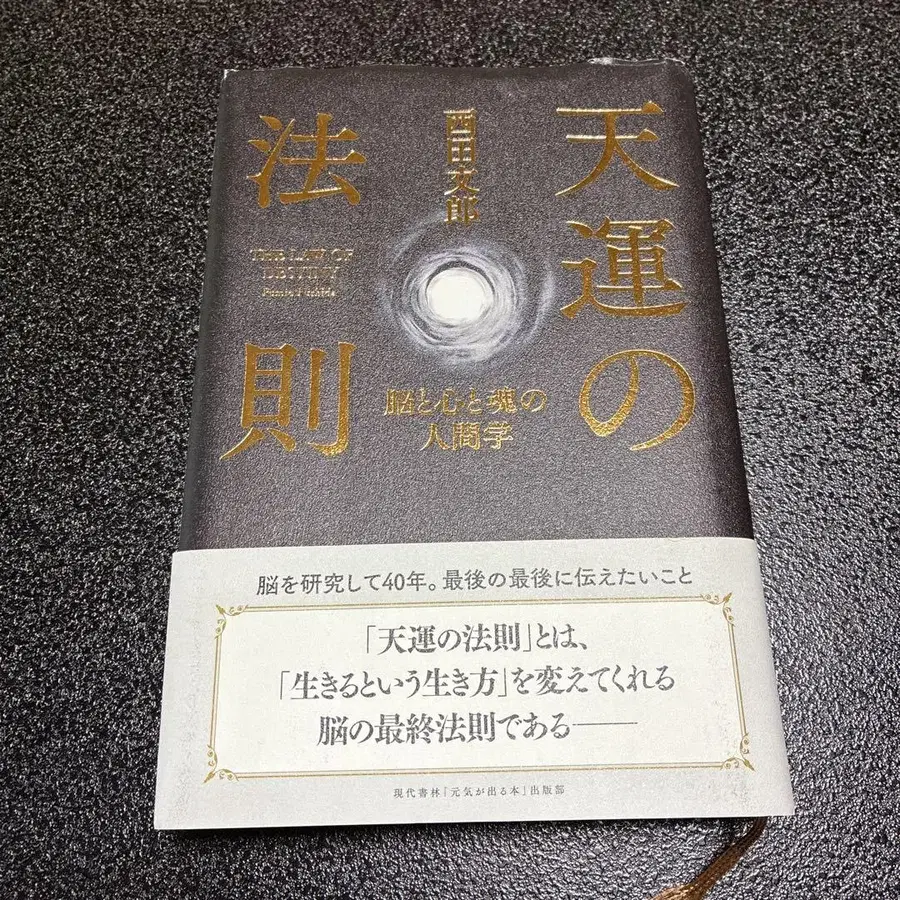 天運の
法則
西田文郎
THE LAW OF
DESTINY
Fumio Nishida
脳と心と魂の
人間学
脳を研究して40年。最後の最後に伝えたいこと
「天運の法則」とは、
「生きるという生き方」を変えてくれる
脳の最終法則である——
現代書林「元気が出る本」出版部